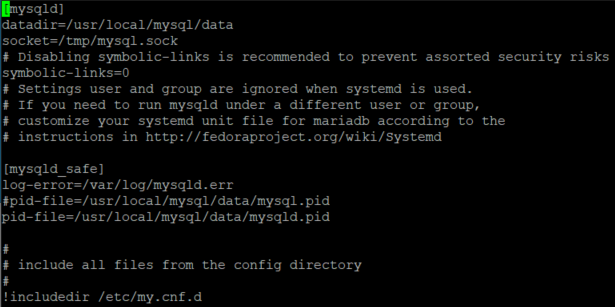 [mysqld]
datadir=/usr/local/mysql/data
socket=/tmp/mysql.sock
# Disabling symbolic-links is recommended to prevent assorted security risks
symbolic-links=0
# Settings user and group are ignored when systemd is used.
# If you need to run mysqld under a different user or group,
# customize your systemd unit file for mariadb according to the
# instructions in http://fedoraproject.org/wiki/Systemd

[mysqld_safe]
log-error=/var/log/mysqld.err
#pid-file=/usr/local/mysql/data/mysql.pid
pid-file=/usr/local/mysql/data/mysqld.pid

#
# include all files from the config directory
#
!includedir /etc/my.cnf.d